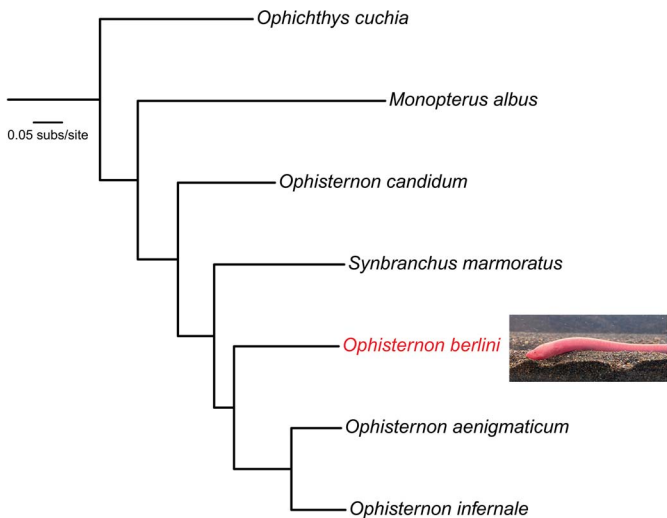 Ophichthys cuchia
Monopterus albus
0.05 subs/site
Ophisternon candidum
Synbranchus marmoratus
Ophisternon berlini
Ophisternon aenigmaticum
Ophisternon infernale